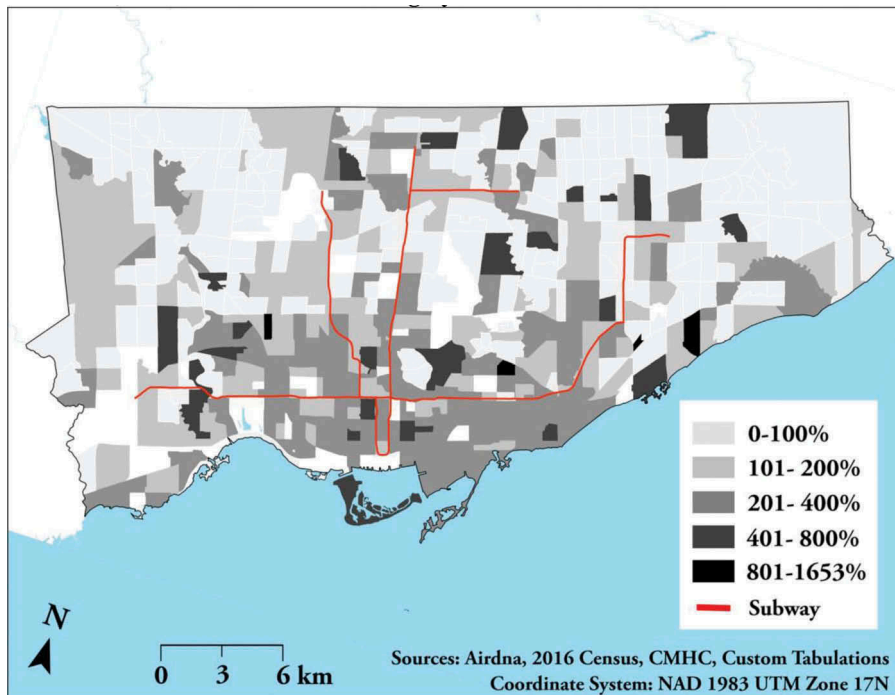 0-100%
101- 200%
201- 400%
401- 800%
801-1653%
Subway
N
0 3 6 km
Sources: Airdna, 2016 Census, CMHC, Custom Tabulations
Coordinate System: NAD 1983 UTM Zone 17N